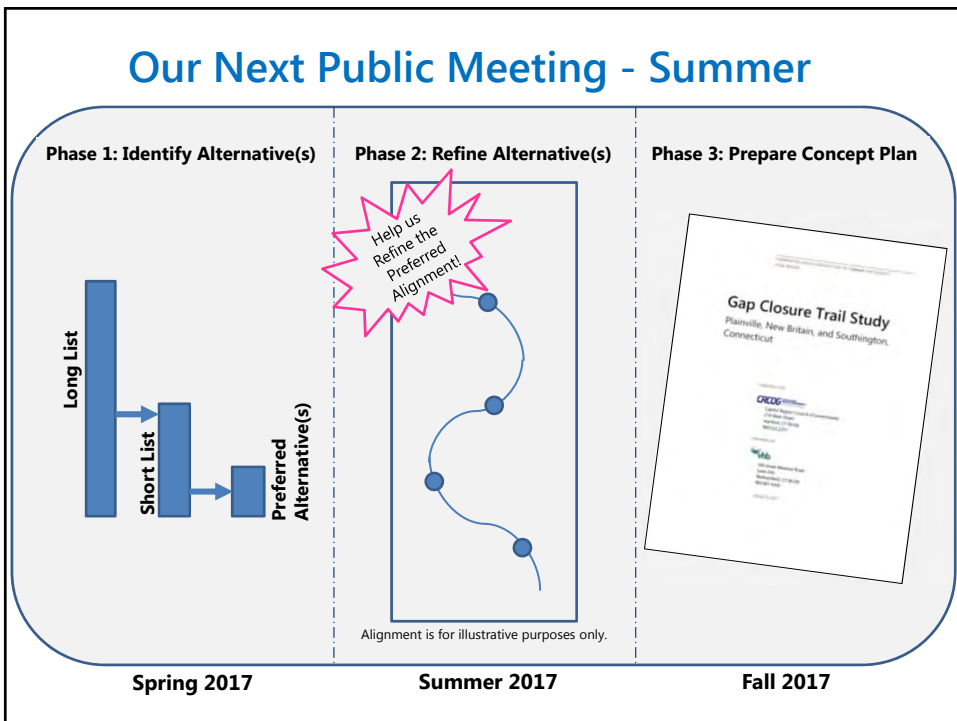 Our Next Public Meeting - Summer
Phase 1: Identify Alternative(s)
Long List
Short List
Preferred
Alternative(s)
Spring 2017
Phase 2: Refine Alternative(s)
Help us
Refine the
Preferred
Alignment!
Alignment is for illustrative purposes only.
Summer 2017
Phase 3: Prepare Concept Plan
Gap Closure Trail Study
Plainville, New Britain, and Southington,
Connecticut
CRCOG
Capitol Region Council of Governments
vhb
Fall 2017